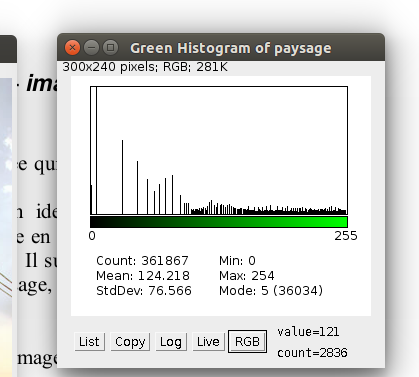 Green Histogram of paysage
300x240 pixels; RGB; 281K
0 255
Count: 361867 Min: 0
Mean: 124.218 Max: 254
StdDev: 76.566 Mode: 5 (36034)
List Copy Log Live RGB
value=121
count=2836
- ima
e qu
n ide
e en
Il su
age,
image